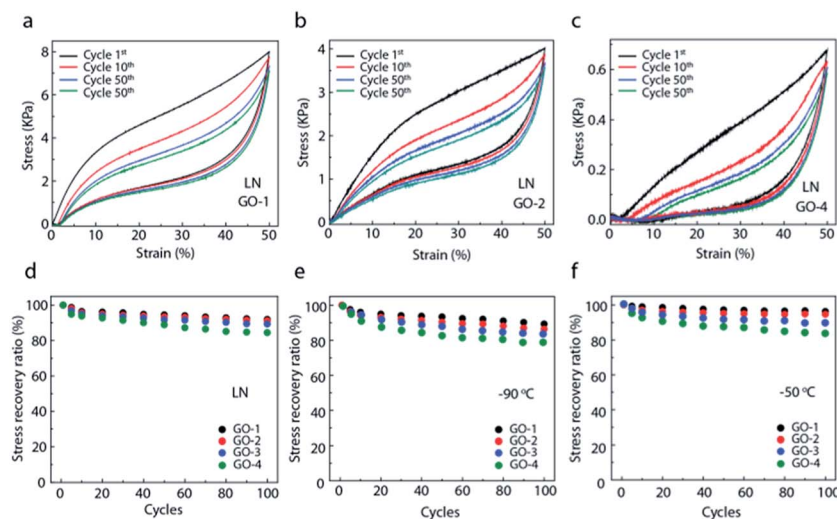 a
Cycle 1st
Cycle 10th
Cycle 50th
Cycle 50th
8
6
4
2
0
Stress (KPa)
LN
GO-1
10 20 30 40 50
Strain (%)
b
Cycle 1st
Cycle 10th
Cycle 50th
Cycle 50th
4
3
2
1
0
Stress (KPa)
LN
GO-2
0 10 20 30 40 50
Strain (%)
c
Cycle 1st
Cycle 10th
Cycle 50th
Cycle 50th
0.6
0.4
0.2
0.0
Stress (KPa)
LN
GO-4
0 10 20 30 40 50
Strain (%)
d
100
80
60
40
20
0
Stress recovery ratio (%)
LN
GO-1
GO-2
GO-3
GO-4
0 20 40 60 80 100
Cycles
e
100
80
60
40
20
0
Stress recovery ratio (%)
-90 °C
GO-1
GO-2
GO-3
GO-4
0 20 40 60 80 100
Cycles
f
100
80
60
40
20
0
Stress recovery ratio (%)
-50 °C
GO-1
GO-2
GO-3
GO-4
0 20 40 60 80 100
Cycles